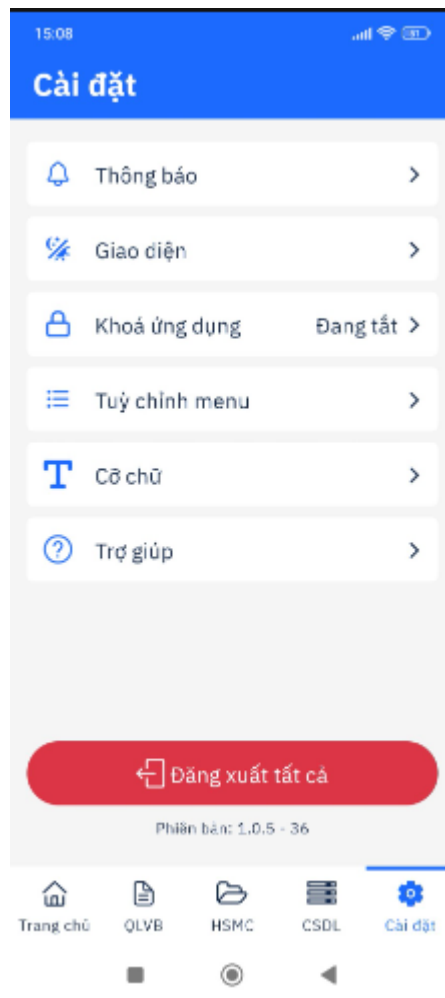 15:08
Cài đặt
Thông báo
Giao diện
Khoá ứng dụng Đang tắt
Tuỳ chỉnh menu
Cỡ chữ
Trợ giúp
Đăng xuất tất cả
Phiên bản: 1.0.5 - 36
Trang chủ QLVB HSMC CSDL Cài đặt